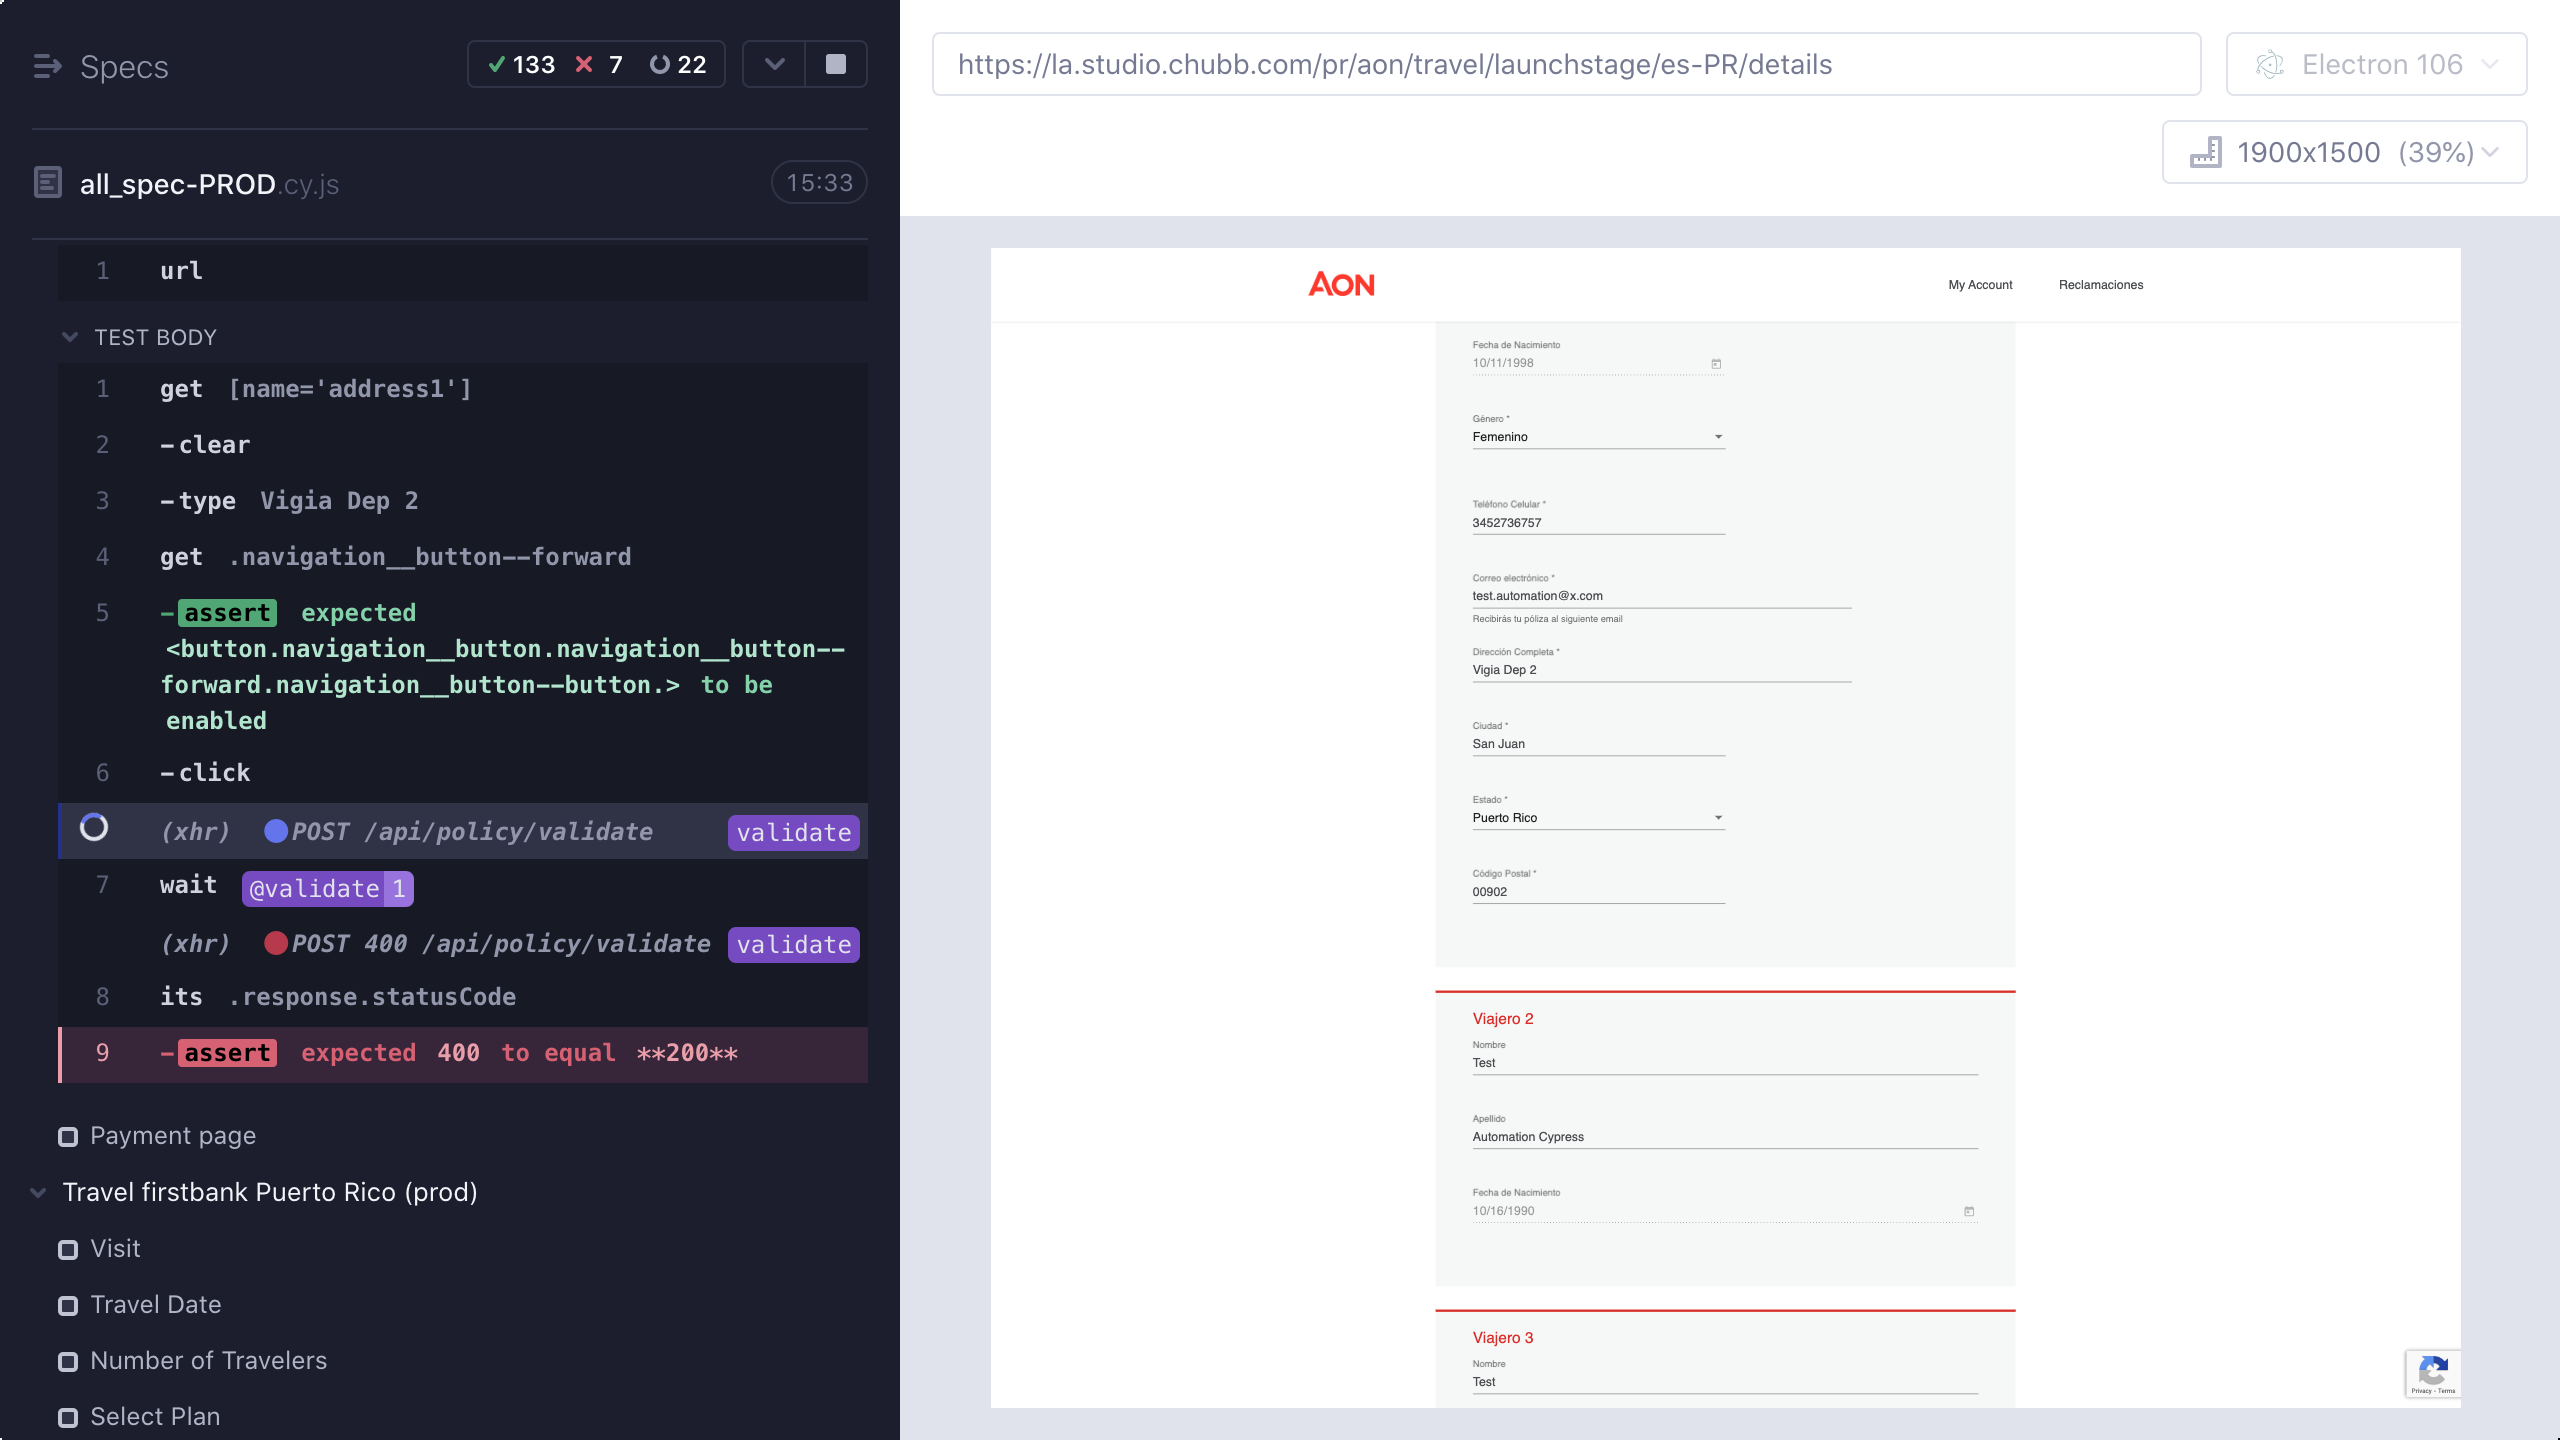 Specs
133 7 22
all_spec-PROD.cy.js 15:33
1 url
TEST BODY
1 get [name='address1']
2 -clear
3 -type Vigia Dep 2
4 get .navigation__button--forward
5 -assert expected
<button.navigation__button.navigation__button--
forward.navigation__button--button.> to be
enabled
6 -click
(xhr) POST /api/policy/validate validate
7 wait @validate 1
(xhr) POST 400 /api/policy/validate validate
8 its .response.statusCode
9 -assert expected 400 to equal **200**
Payment page
Travel firstbank Puerto Rico (prod)
Visit
Travel Date
Number of Travelers
Select Plan
https://la.studio.chubb.com/pr/aon/travel/launchstage/es-PR/details
Electron 106
1900x1500 (39%)
AON
My Account Reclamaciones
Fecha de Nacimiento
10/11/1998
Género *
Femenino
Teléfono Celular *
3452736757
Correo electrónico *
test.automation@x.com
Recibirás tu póliza al siguiente email
Dirección Completa *
Vigia Dep 2
Ciudad *
San Juan
Estado *
Puerto Rico
Código Postal *
00902
Viajero 2
Nombre
Test
Apellido
Automation Cypress
Fecha de Nacimiento
10/16/1990
Viajero 3
Nombre
Test
Privacy - Terms